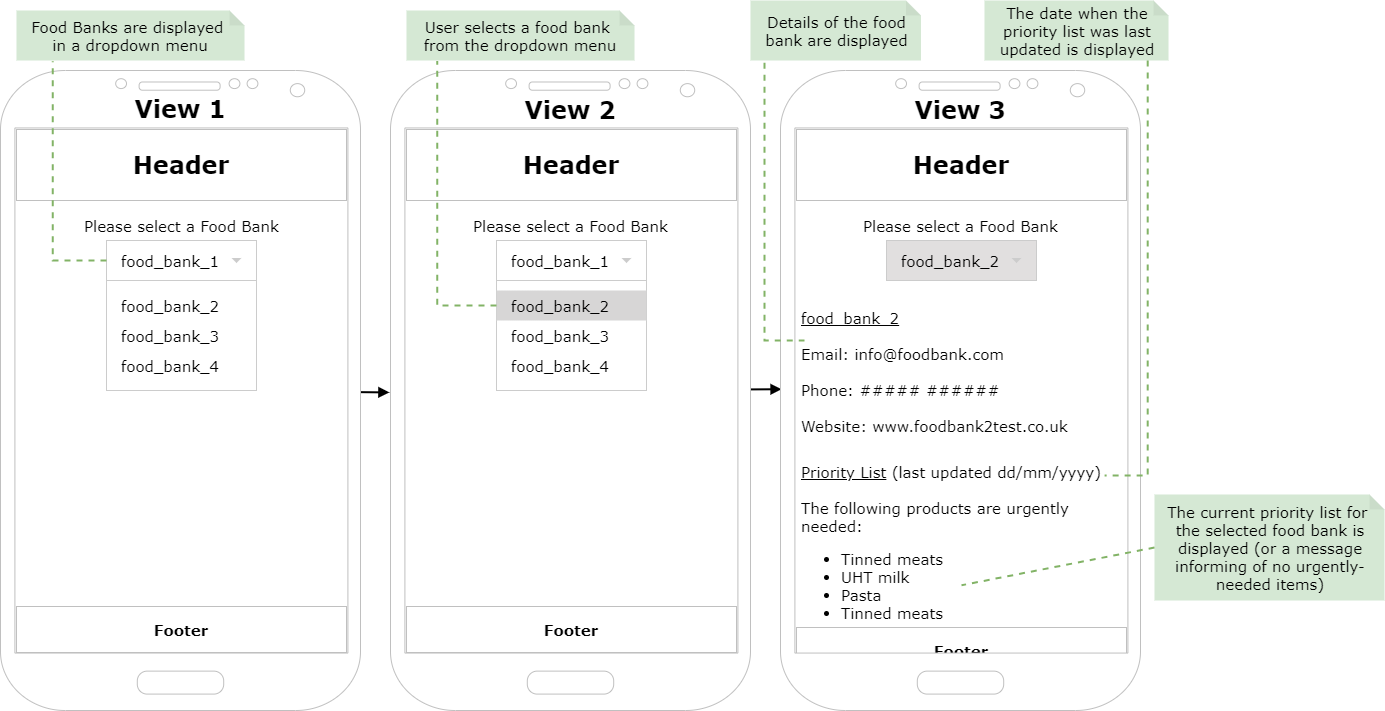 Food Banks are displayed
in a dropdown menu
User selects a food bank
from the dropdown menu
Details of the food
bank are displayed
The date when the
priority list was last
updated is displayed
View 1
Header
Please select a Food Bank
food_bank_1
food_bank_2
food_bank_3
food_bank_4
Footer
View 2
Header
Please select a Food Bank
food_bank_1
food_bank_2
food_bank_3
food_bank_4
Footer
View 3
Header
Please select a Food Bank
food_bank_2
food_bank_2
Email: info@foodbank.com
Phone: ##### ######
Website: www.foodbank2test.co.uk
Priority List (last updated dd/mm/yyyy)
The following products are urgently
needed:
• Tinned meats
• UHT milk
• Pasta
• Tinned meats
Footer
The current priority list for
the selected food bank is
displayed (or a message
informing of no urgently-
needed items)